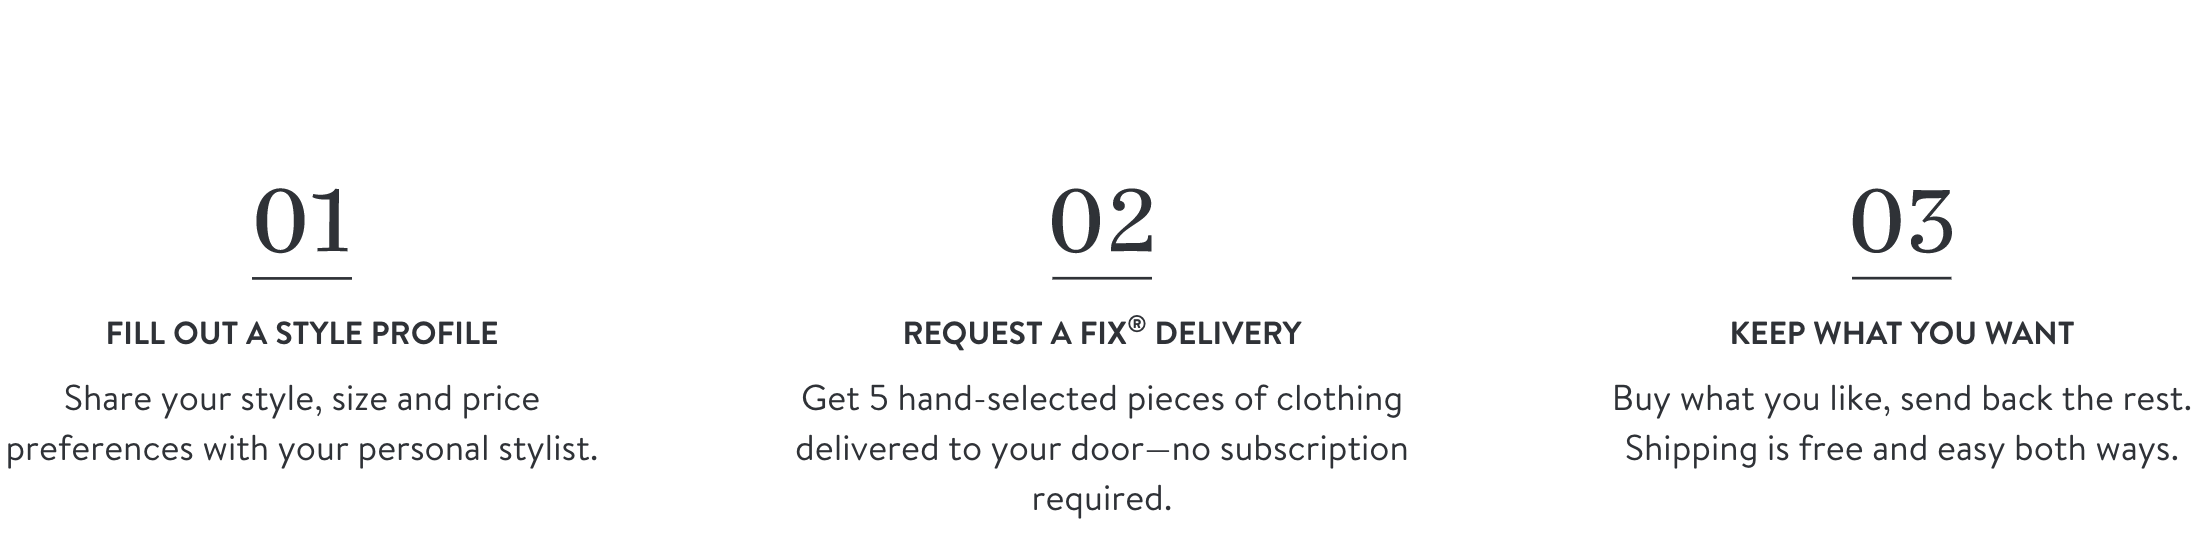 01
FILL OUT A STYLE PROFILE
Share your style, size and price
preferences with your personal stylist.
02
REQUEST A FIX® DELIVERY
Get 5 hand-selected pieces of clothing
delivered to your door—no subscription
required.
03
KEEP WHAT YOU WANT
Buy what you like, send back the rest.
Shipping is free and easy both ways.